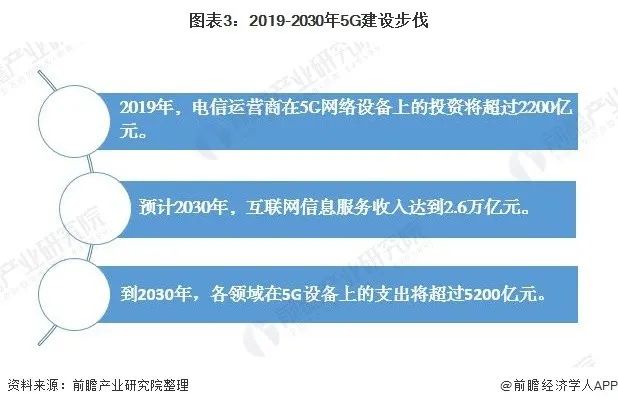 图表3：2019-2030年5G建设步伐
2019年，电信运营商在5G网络设备上的投资将超过2200亿
元。
预计2030年，互联网信息服务收入达到2.6万亿元。
到2030年，各领域在5G设备上的支出将超过5200亿元。
资料来源：前瞻产业研究院整理
@前瞻经济学人APP